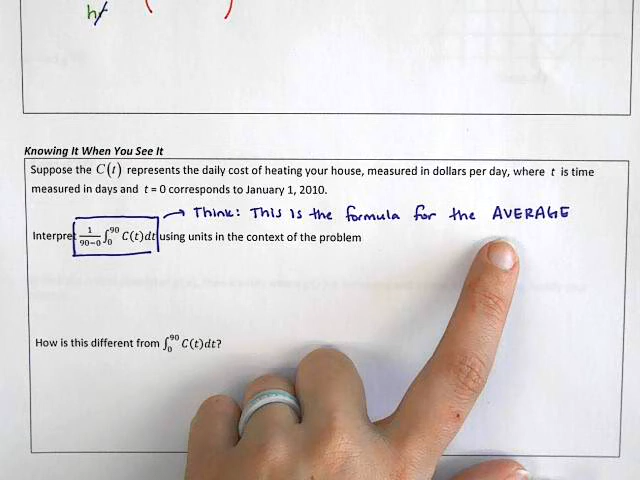 hr
Knowing It When You See It
Suppose the C(t) represents the daily cost of heating your house, measured in dollars per day, where t is time
measured in days and t = 0 corresponds to January 1, 2010.
→ Think: This is the formula for the AVERAGE
Interpret 1/(90−0) ∫₀⁹⁰ C(t)dt using units in the context of the problem
How is this different from ∫₀⁹⁰ C(t)dt?